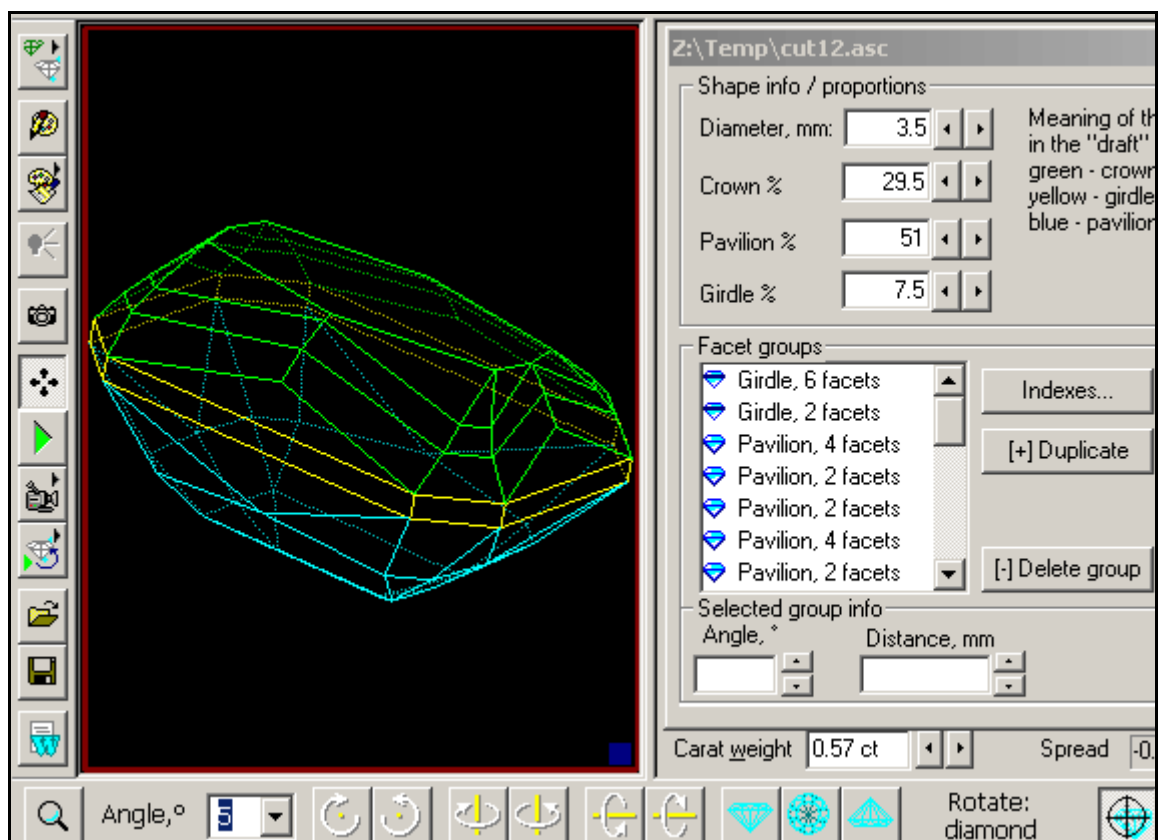 Z:\Temp\cut12.asc
Shape info / proportions
Diameter, mm: 3.5
Crown % 29.5
Pavilion % 51
Girdle % 7.5
Meaning of th
in the "draft"
green - crown
yellow - girdle
blue - pavilion
Facet groups
Girdle, 6 facets
Girdle, 2 facets
Pavilion, 4 facets
Pavilion, 2 facets
Pavilion, 2 facets
Pavilion, 4 facets
Pavilion, 2 facets
Indexes...
[+] Duplicate
[-] Delete group
Selected group info
Angle, ° Distance, mm
Carat weight 0.57 ct Spread -0.
Angle,º 5
Rotate:
diamond